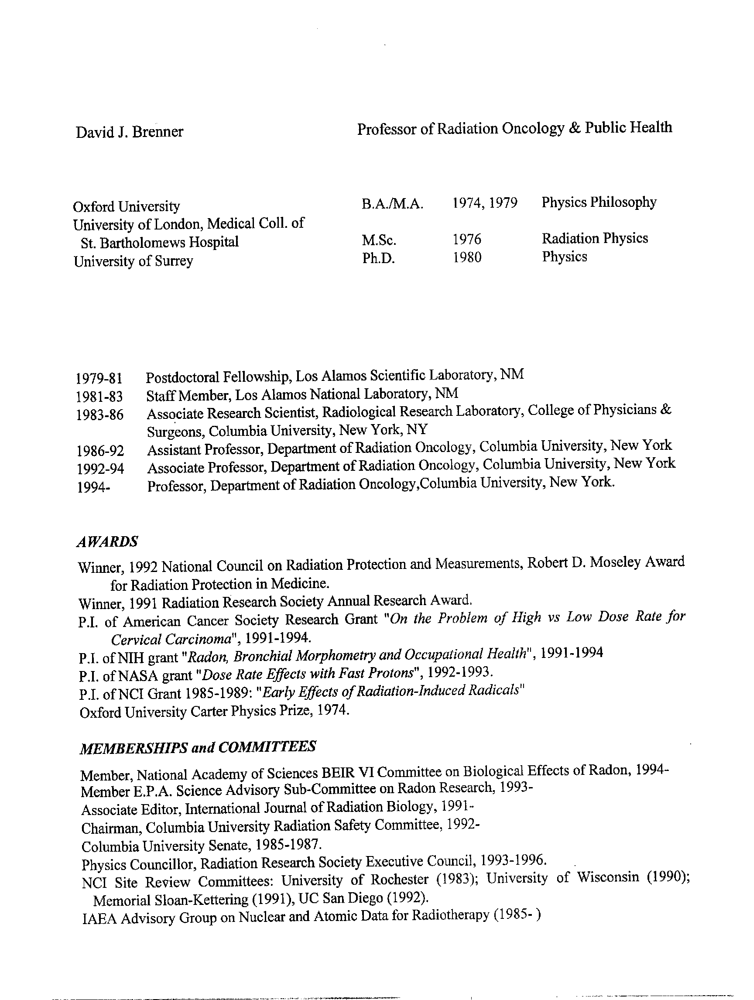 David J. Brenner Professor of Radiation Oncology & Public Health
Oxford University B.A./M.A. 1974, 1979 Physics Philosophy
University of London, Medical Coll. of
St. Bartholomews Hospital M.Sc. 1976 Radiation Physics
University of Surrey Ph.D. 1980 Physics
1979-81 Postdoctoral Fellowship, Los Alamos Scientific Laboratory, NM
1981-83 Staff Member, Los Alamos National Laboratory, NM
1983-86 Associate Research Scientist, Radiological Research Laboratory, College of Physicians &
Surgeons, Columbia University, New York, NY
1986-92 Assistant Professor, Department of Radiation Oncology, Columbia University, New York
1992-94 Associate Professor, Department of Radiation Oncology, Columbia University, New York
1994- Professor, Department of Radiation Oncology,Columbia University, New York.
AWARDS
Winner, 1992 National Council on Radiation Protection and Measurements, Robert D. Moseley Award
for Radiation Protection in Medicine.
Winner, 1991 Radiation Research Society Annual Research Award.
P.I. of American Cancer Society Research Grant "On the Problem of High vs Low Dose Rate for
Cervical Carcinoma", 1991-1994.
P.I. of NIH grant "Radon, Bronchial Morphometry and Occupational Health", 1991-1994
P.I. of NASA grant "Dose Rate Effects with Fast Protons", 1992-1993.
P.I. of NCI Grant 1985-1989: "Early Effects of Radiation-Induced Radicals"
Oxford University Carter Physics Prize, 1974.
MEMBERSHIPS and COMMITTEES
Member, National Academy of Sciences BEIR VI Committee on Biological Effects of Radon, 1994-
Member E.P.A. Science Advisory Sub-Committee on Radon Research, 1993-
Associate Editor, International Journal of Radiation Biology, 1991-
Chairman, Columbia University Radiation Safety Committee, 1992-
Columbia University Senate, 1985-1987.
Physics Councillor, Radiation Research Society Executive Council, 1993-1996.
NCI Site Review Committees: University of Rochester (1983); University of Wisconsin (1990);
Memorial Sloan-Kettering (1991), UC San Diego (1992).
IAEA Advisory Group on Nuclear and Atomic Data for Radiotherapy (1985- )